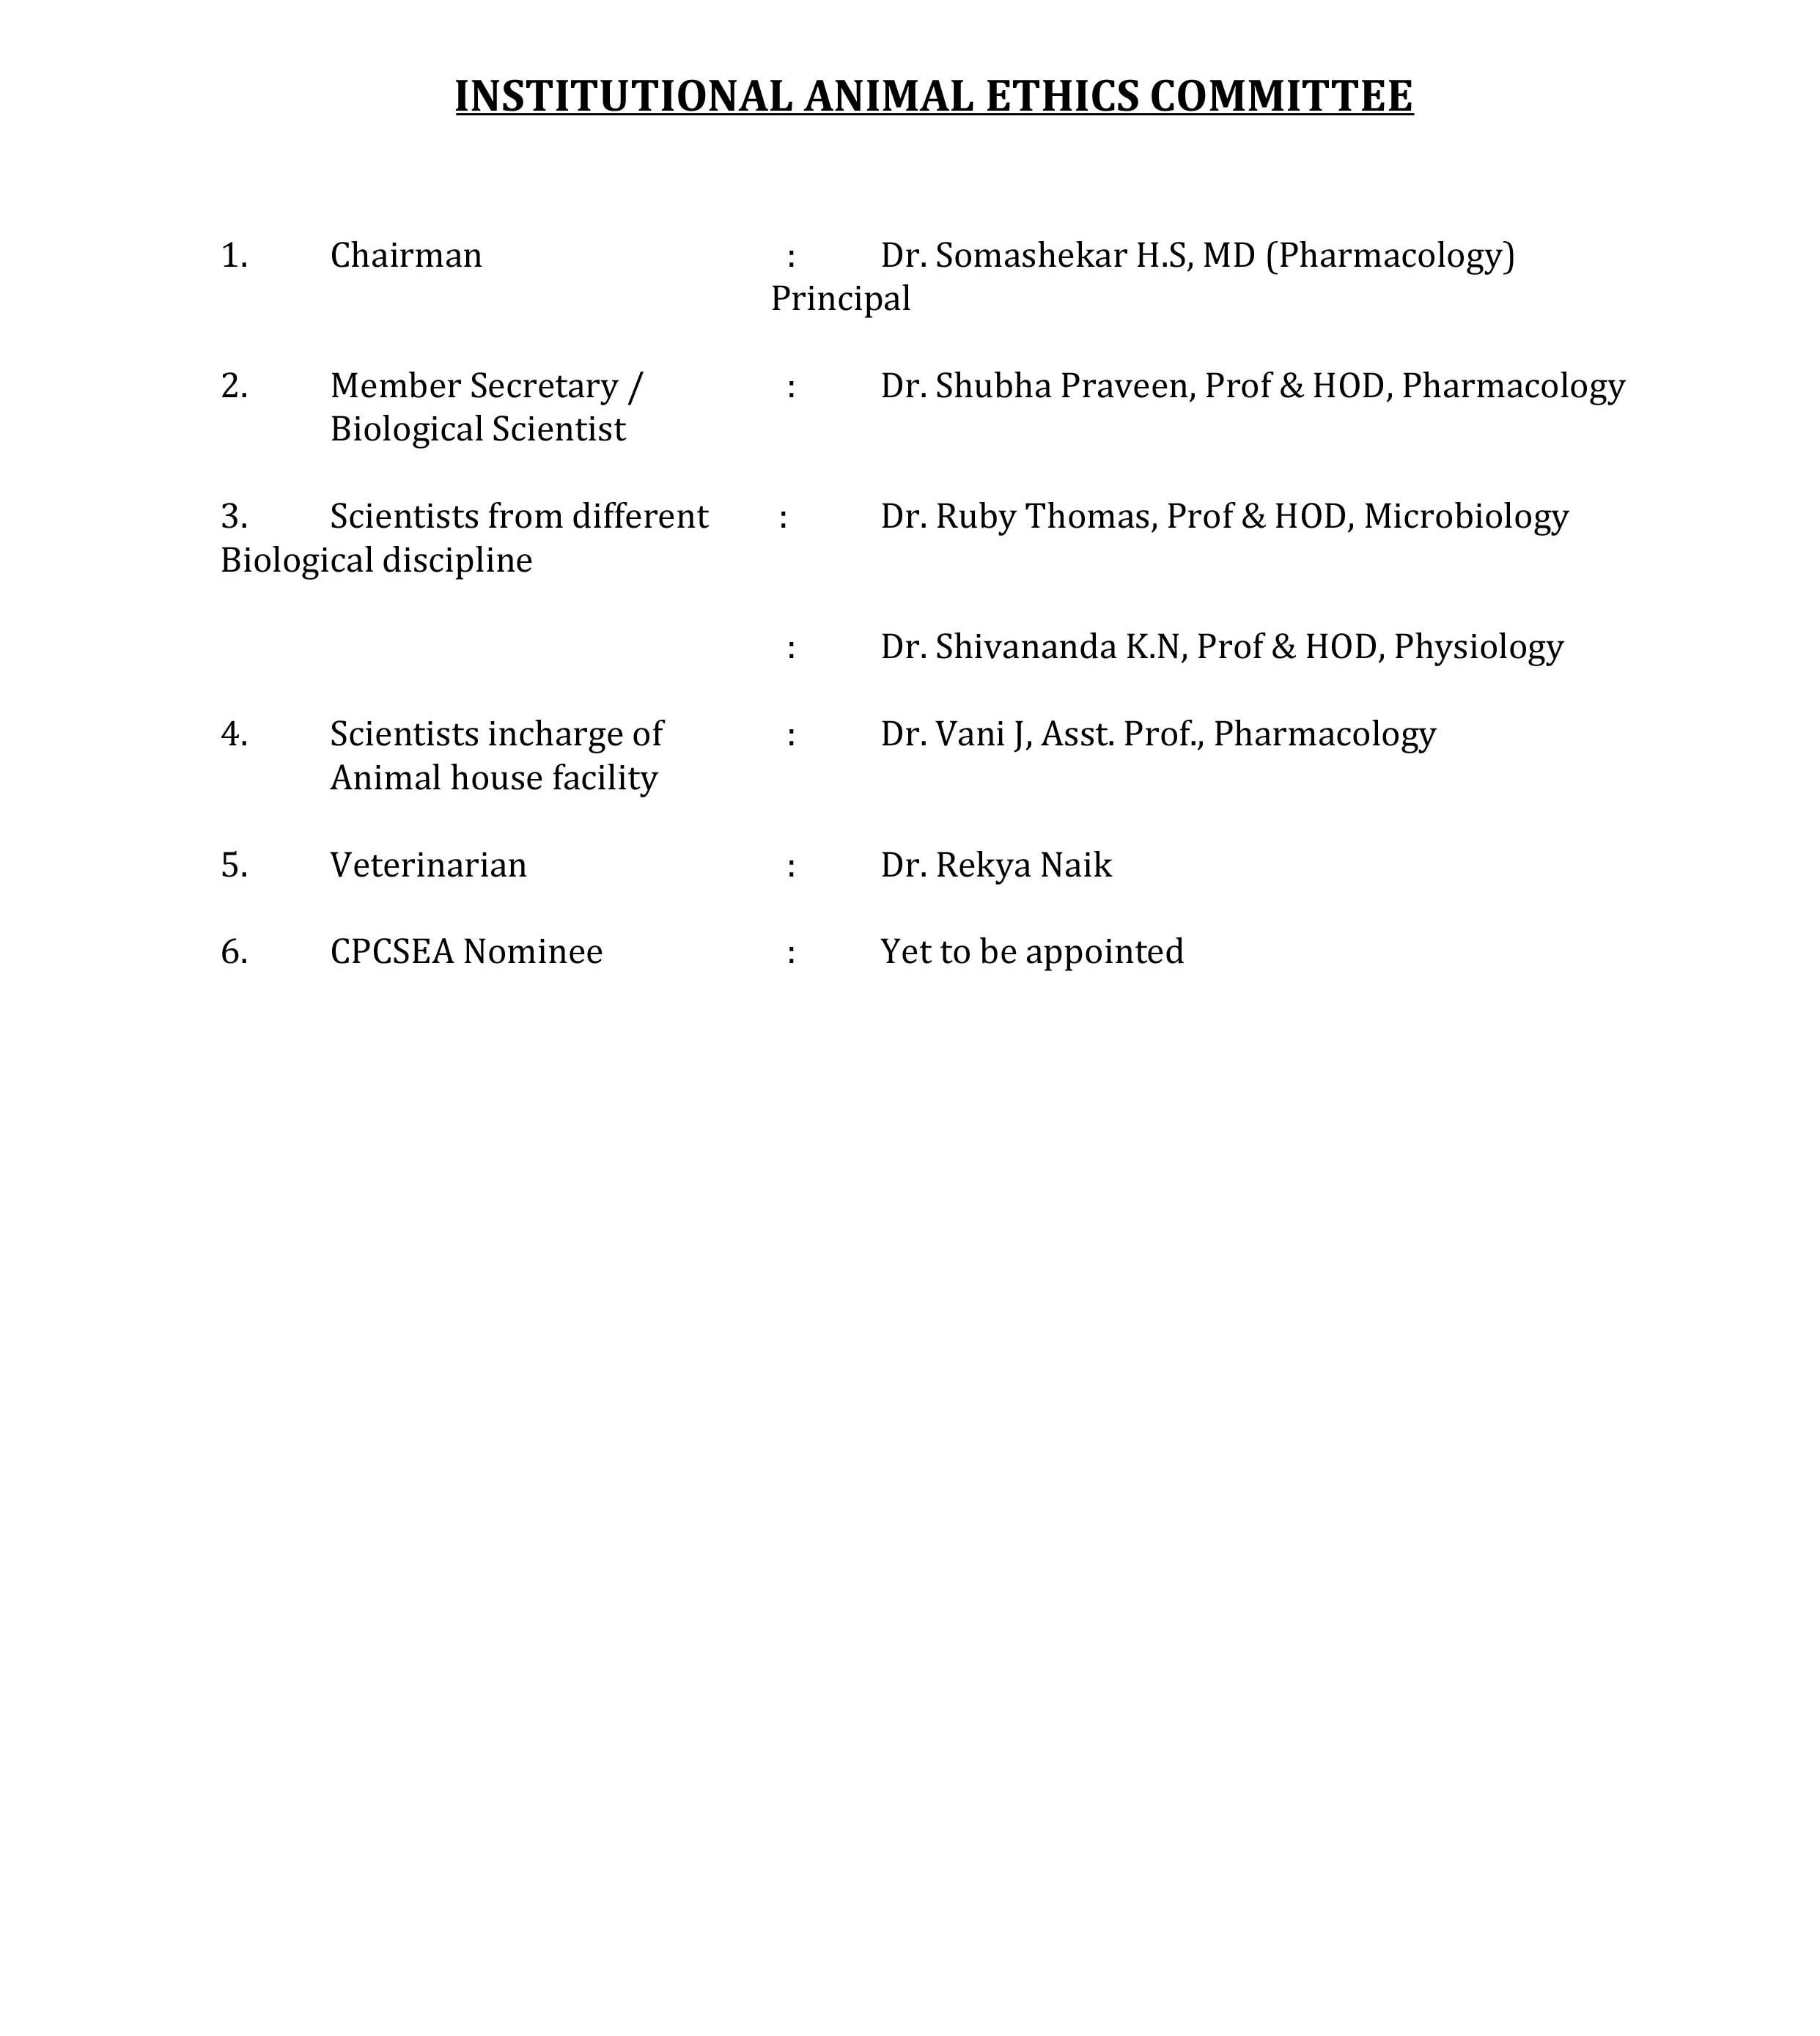 INSTITUTIONAL ANIMAL ETHICS COMMITTEE
1. Chairman : Dr. Somashekar H.S, MD (Pharmacology)
Principal
2. Member Secretary / : Dr. Shubha Praveen, Prof & HOD, Pharmacology
Biological Scientist
3. Scientists from different : Dr. Ruby Thomas, Prof & HOD, Microbiology
Biological discipline
: Dr. Shivananda K.N, Prof & HOD, Physiology
4. Scientists incharge of : Dr. Vani J, Asst. Prof., Pharmacology
Animal house facility
5. Veterinarian : Dr. Rekya Naik
6. CPCSEA Nominee : Yet to be appointed